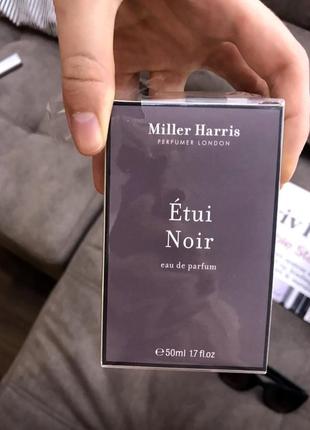 Miller Harris
PERFUMER LONDON
Étui
Noir
eau de parfum
℮50ml 1.7 fl.oz